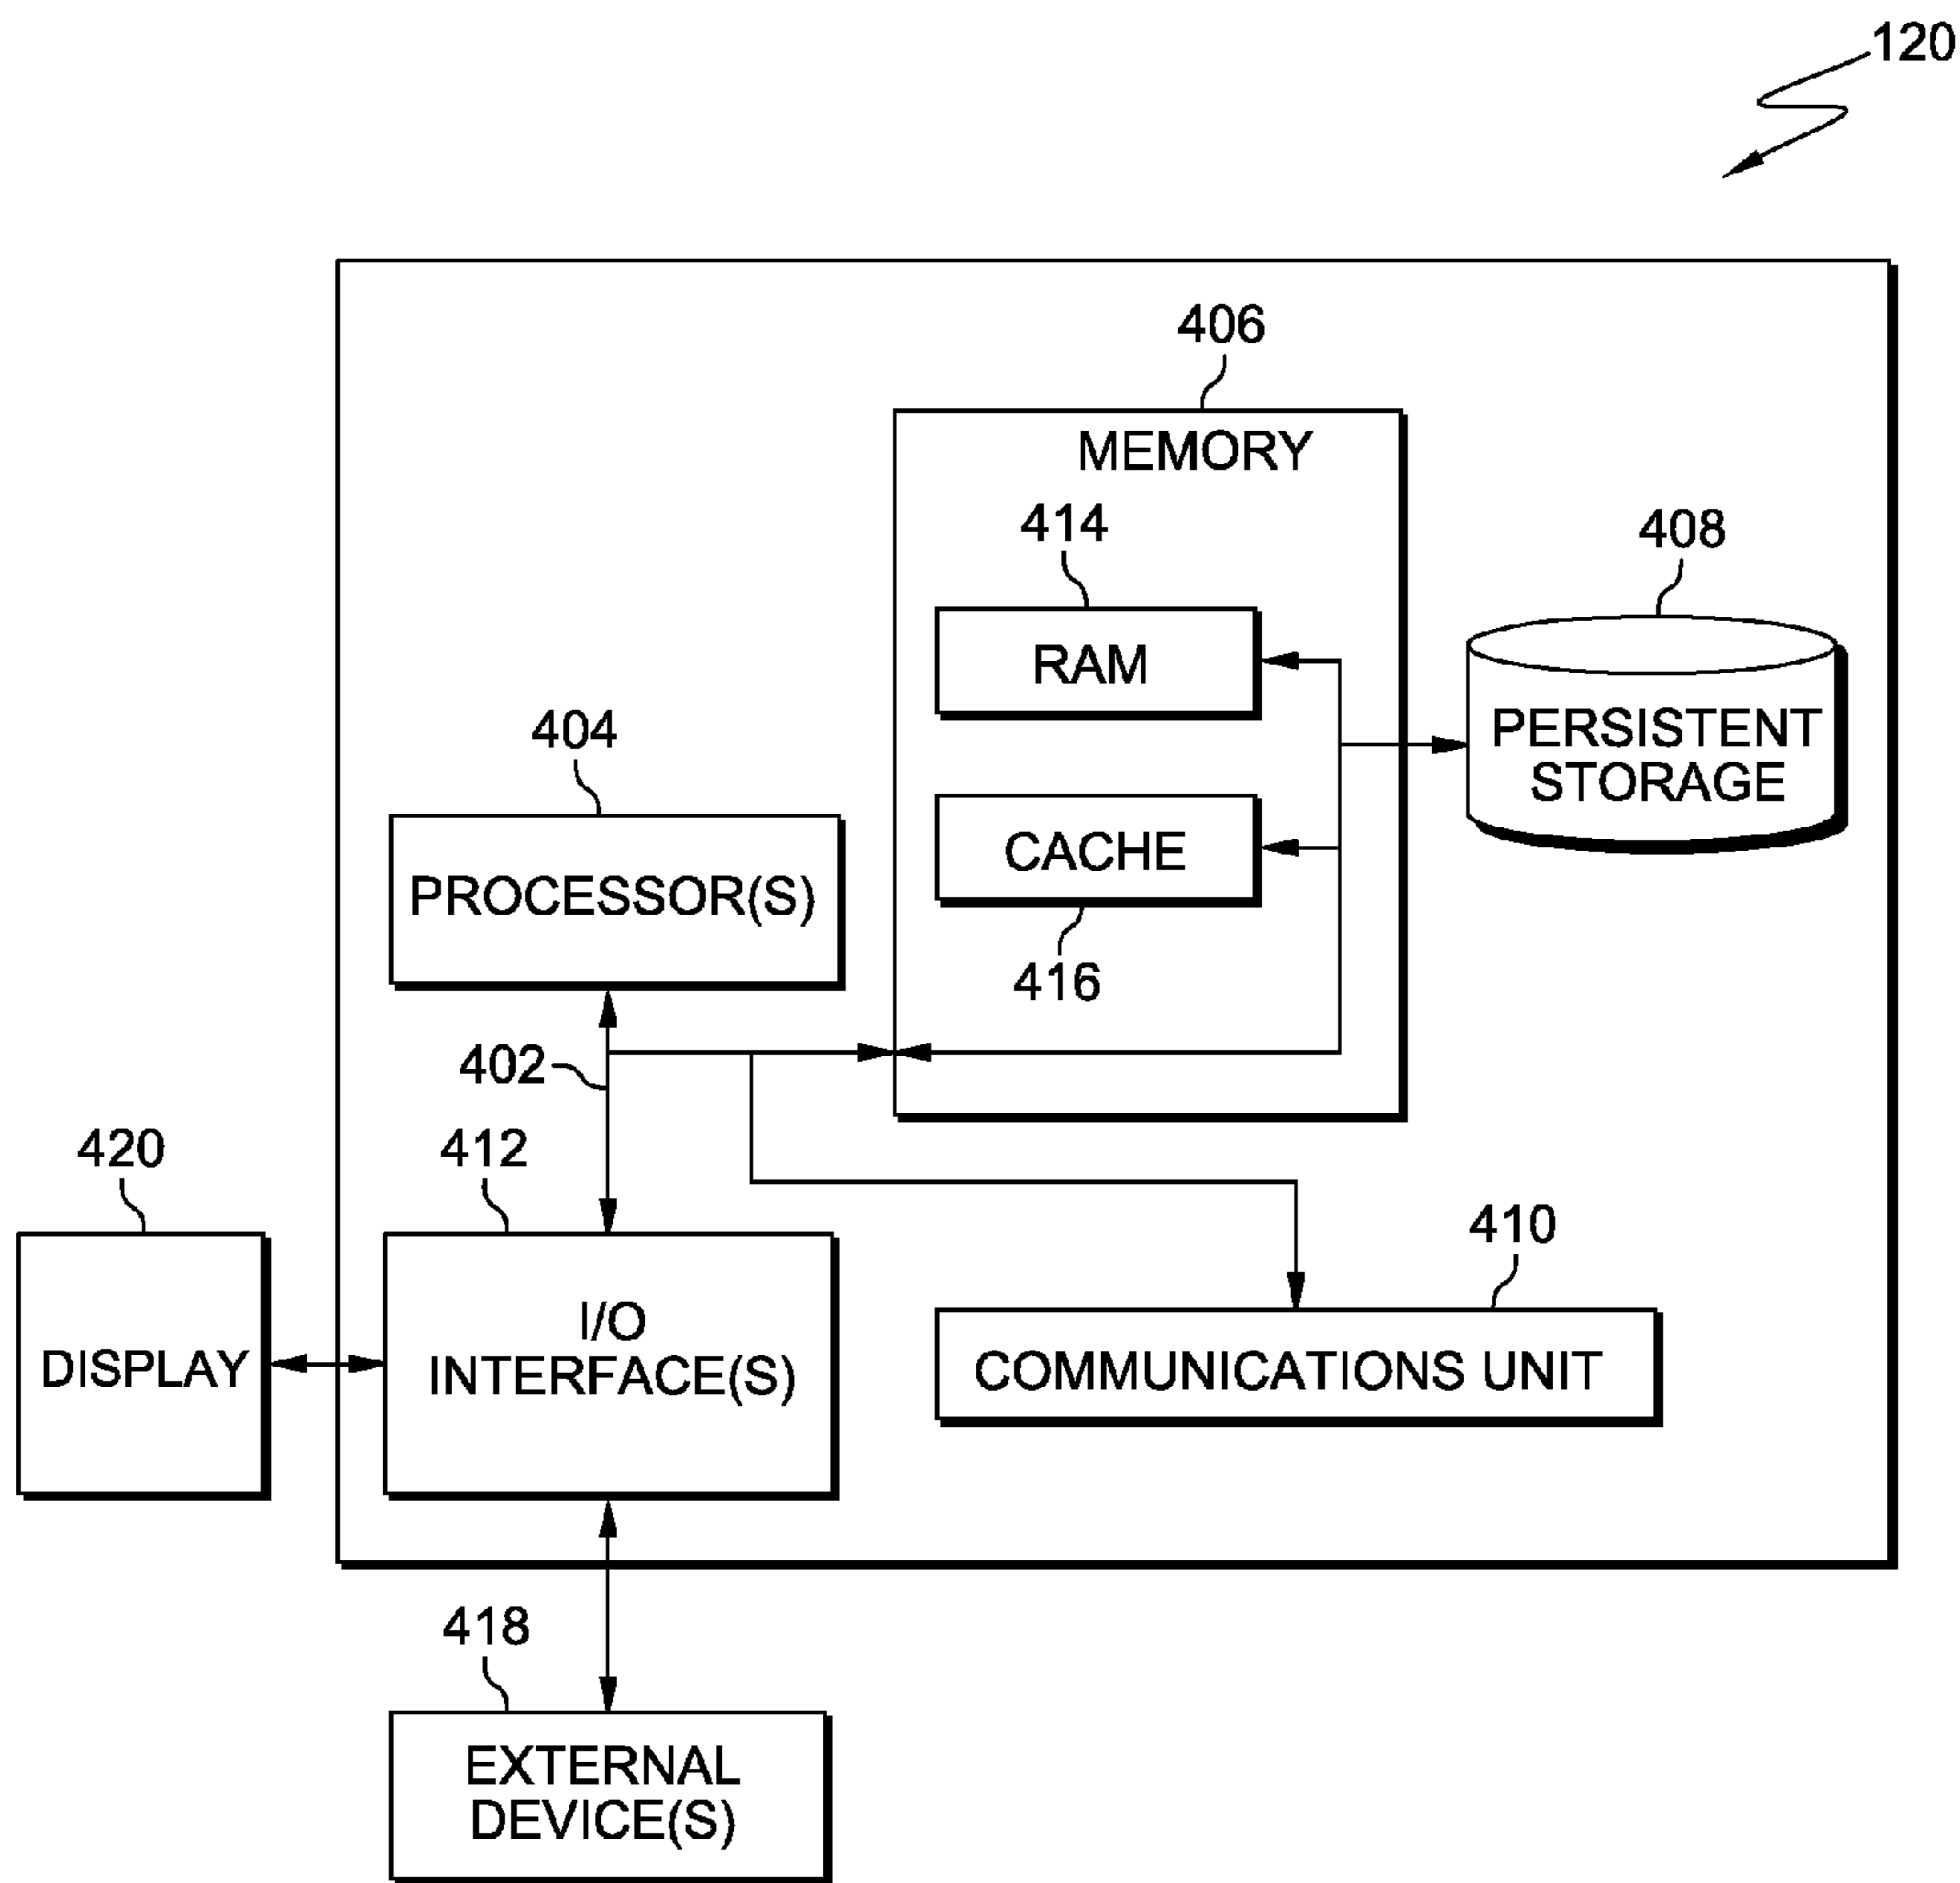 120
406
MEMORY
414
408
RAM
PERSISTENT
STORAGE
404
CACHE
PROCESSOR(S)
416
402
420
412
410
I/O
INTERFACE(S)
DISPLAY
COMMUNICATIONS UNIT
418
EXTERNAL
DEVICE(S)